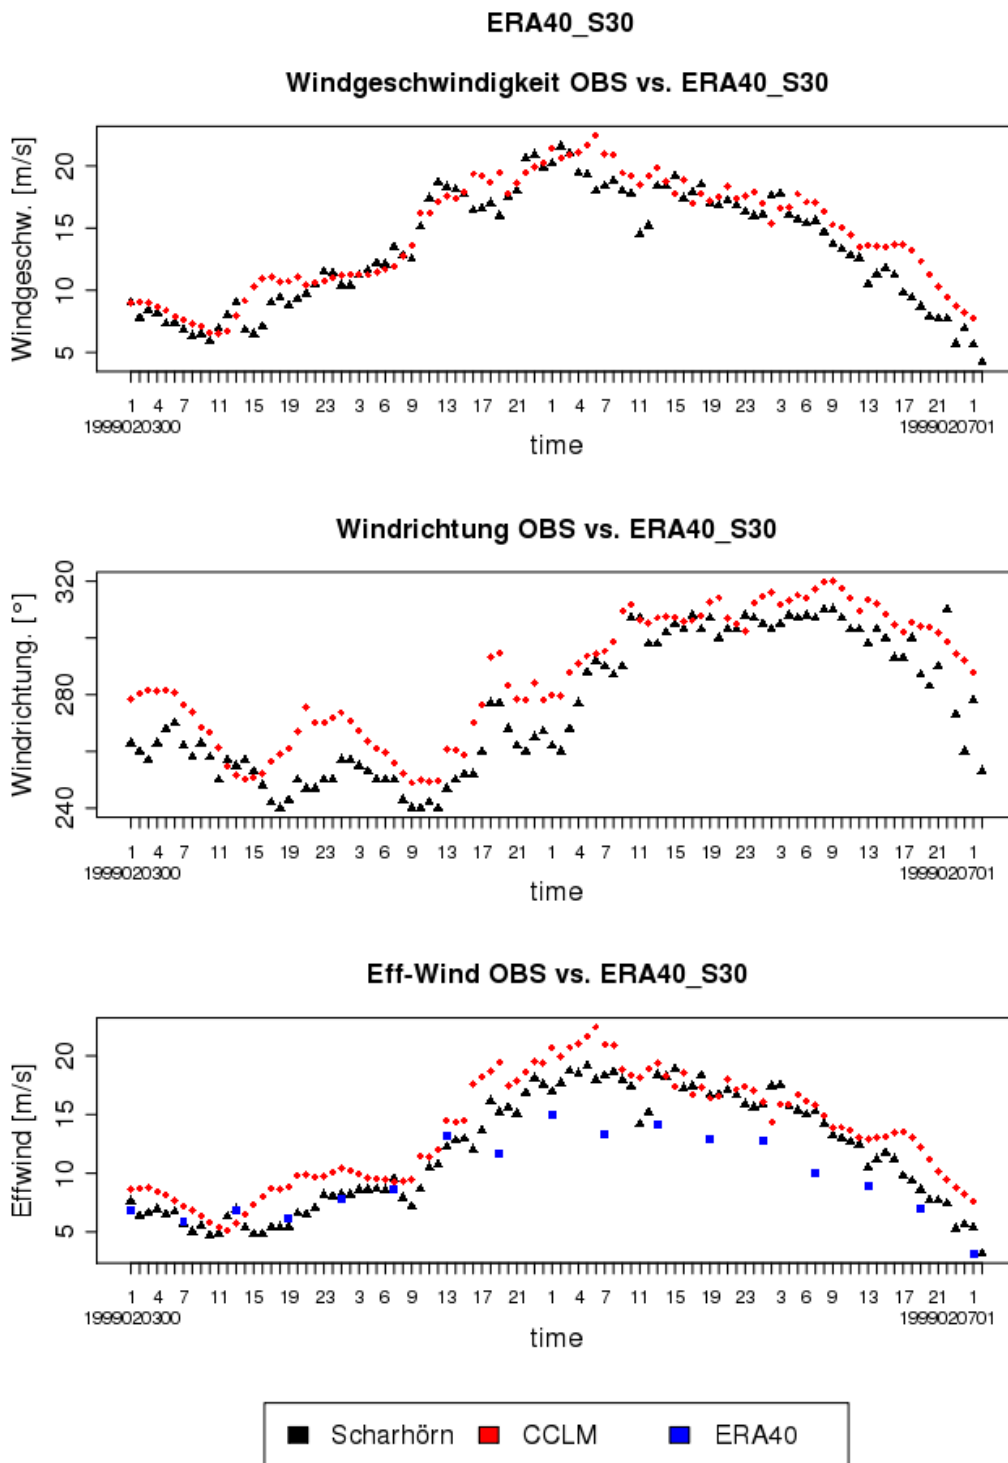 ERA40_S30
Windgeschwindigkeit OBS vs. ERA40_S30
Windgeschw. [m/s]
20
15
10
5
1 4 7 11 15 19 23 3 6 9 13 17 21 1 4 7 11 15 19 23 3 6 9 13 17 21 1
1999020300 1999020701
time
Windrichtung OBS vs. ERA40_S30
Windrichtung. [°]
320
280
240
1 4 7 11 15 19 23 3 6 9 13 17 21 1 4 7 11 15 19 23 3 6 9 13 17 21 1
1999020300 1999020701
time
Eff-Wind OBS vs. ERA40_S30
Effwind [m/s]
20
15
10
5
1 4 7 11 15 19 23 3 6 9 13 17 21 1 4 7 11 15 19 23 3 6 9 13 17 21 1
1999020300 1999020701
time
Scharhörn CCLM ERA40